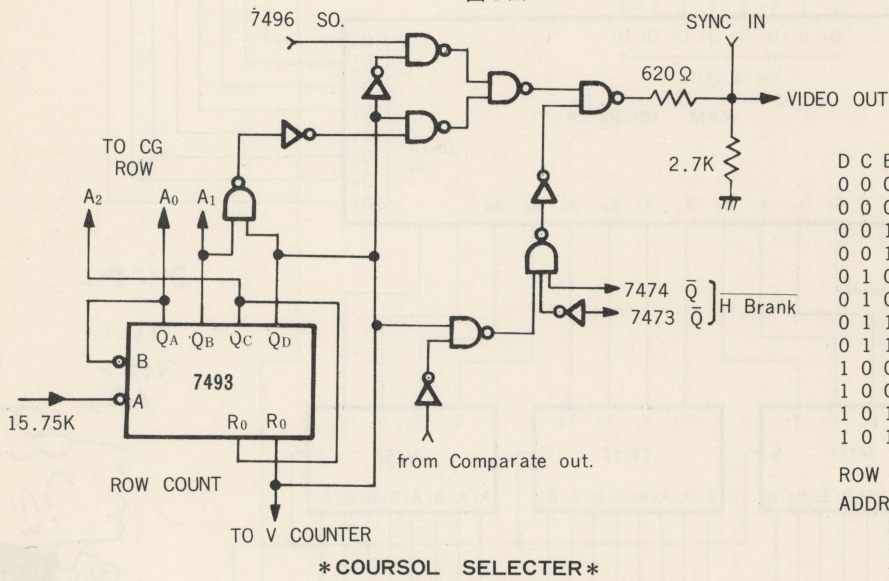 7496 SO.
SYNC IN
620Ω
VIDEO OUT
TO CG
ROW
2.7K
A₂ A₀ A₁
7474 Q̅
7473 Q̅
H Brank
QA QB QC QD
B
7493
A
15.75K
R₀ R₀
ROW COUNT
from Comparate out.
TO V COUNTER
*COURSOL SELECTER*
D C
0 0
0 0
0 0 1
0 0 1
0 1 0
0 1 0
0 1 1
0 1 1
1 0 0
1 0 0
1 0 1
1 0 1
ROW
ADDR